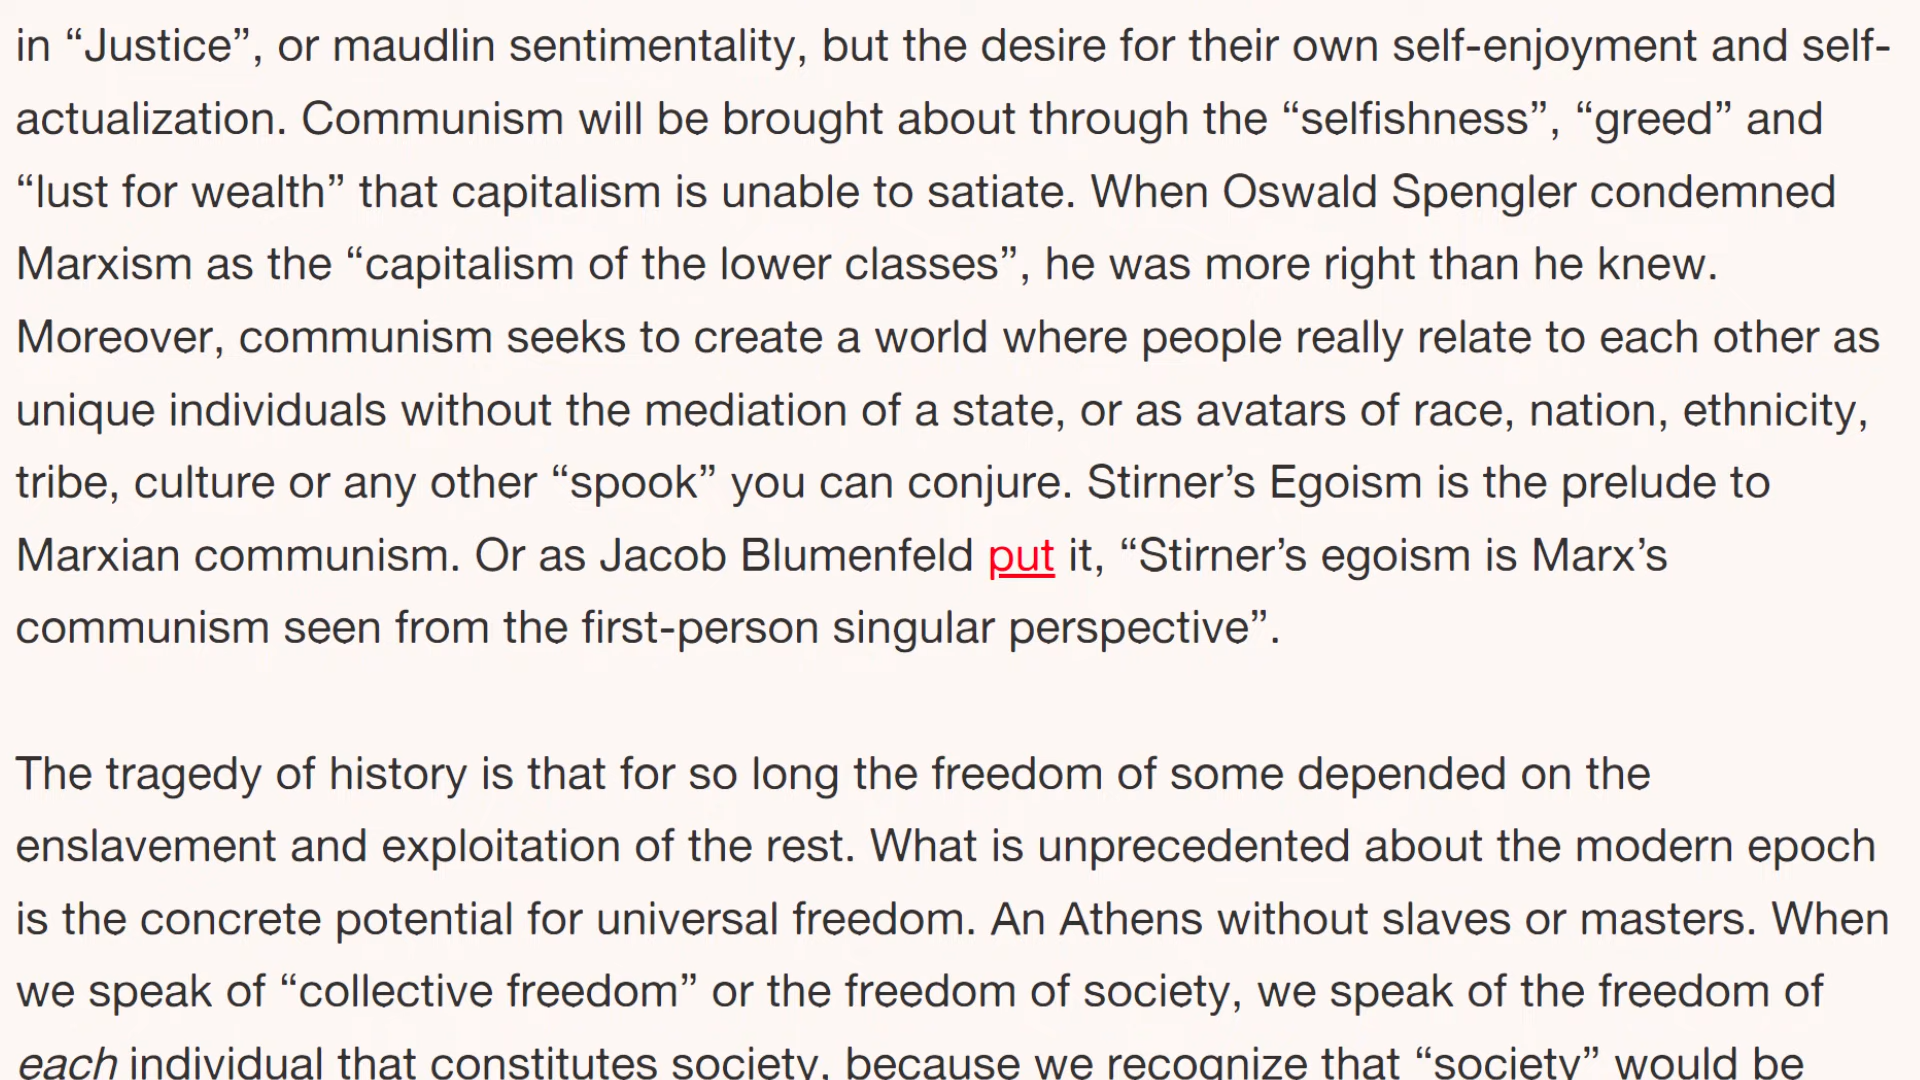 in “Justice”, or maudlin sentimentality, but the desire for their own self-enjoyment and self-
actualization. Communism will be brought about through the “selfishness”, “greed” and
“lust for wealth” that capitalism is unable to satiate. When Oswald Spengler condemned
Marxism as the “capitalism of the lower classes”, he was more right than he knew.
Moreover, communism seeks to create a world where people really relate to each other as
unique individuals without the mediation of a state, or as avatars of race, nation, ethnicity,
tribe, culture or any other “spook” you can conjure. Stirner’s Egoism is the prelude to
Marxian communism. Or as Jacob Blumenfeld put it, “Stirner’s egoism is Marx’s
communism seen from the first-person singular perspective”.
The tragedy of history is that for so long the freedom of some depended on the
enslavement and exploitation of the rest. What is unprecedented about the modern epoch
is the concrete potential for universal freedom. An Athens without slaves or masters. When
we speak of “collective freedom” or the freedom of society, we speak of the freedom of
each individual that constitutes society, because we recognize that “society” would be